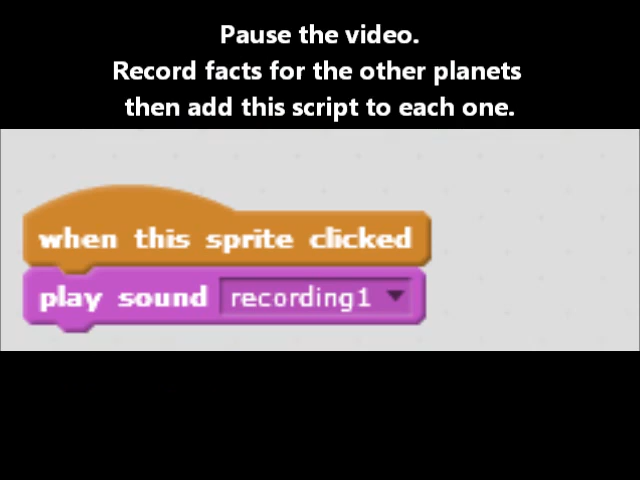 Pause the video.
Record facts for the other planets
then add this script to each one.
when this sprite clicked
play sound recording1